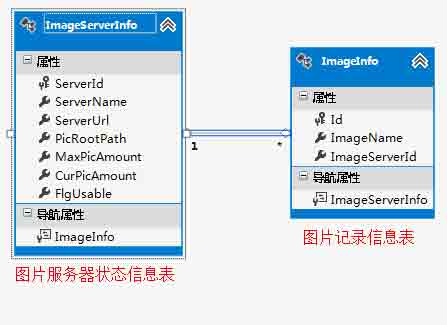 ImageServerInfo
属性
ServerId
ServerName
ServerUrl
PicRootPath
MaxPicAmount
CurPicAmount
FlgUsable
导航属性
ImageInfo
图片服务器状态信息表
1
*
ImageInfo
属性
Id
ImageName
ImageServerId
导航属性
ImageServerInfo
图片记录信息表